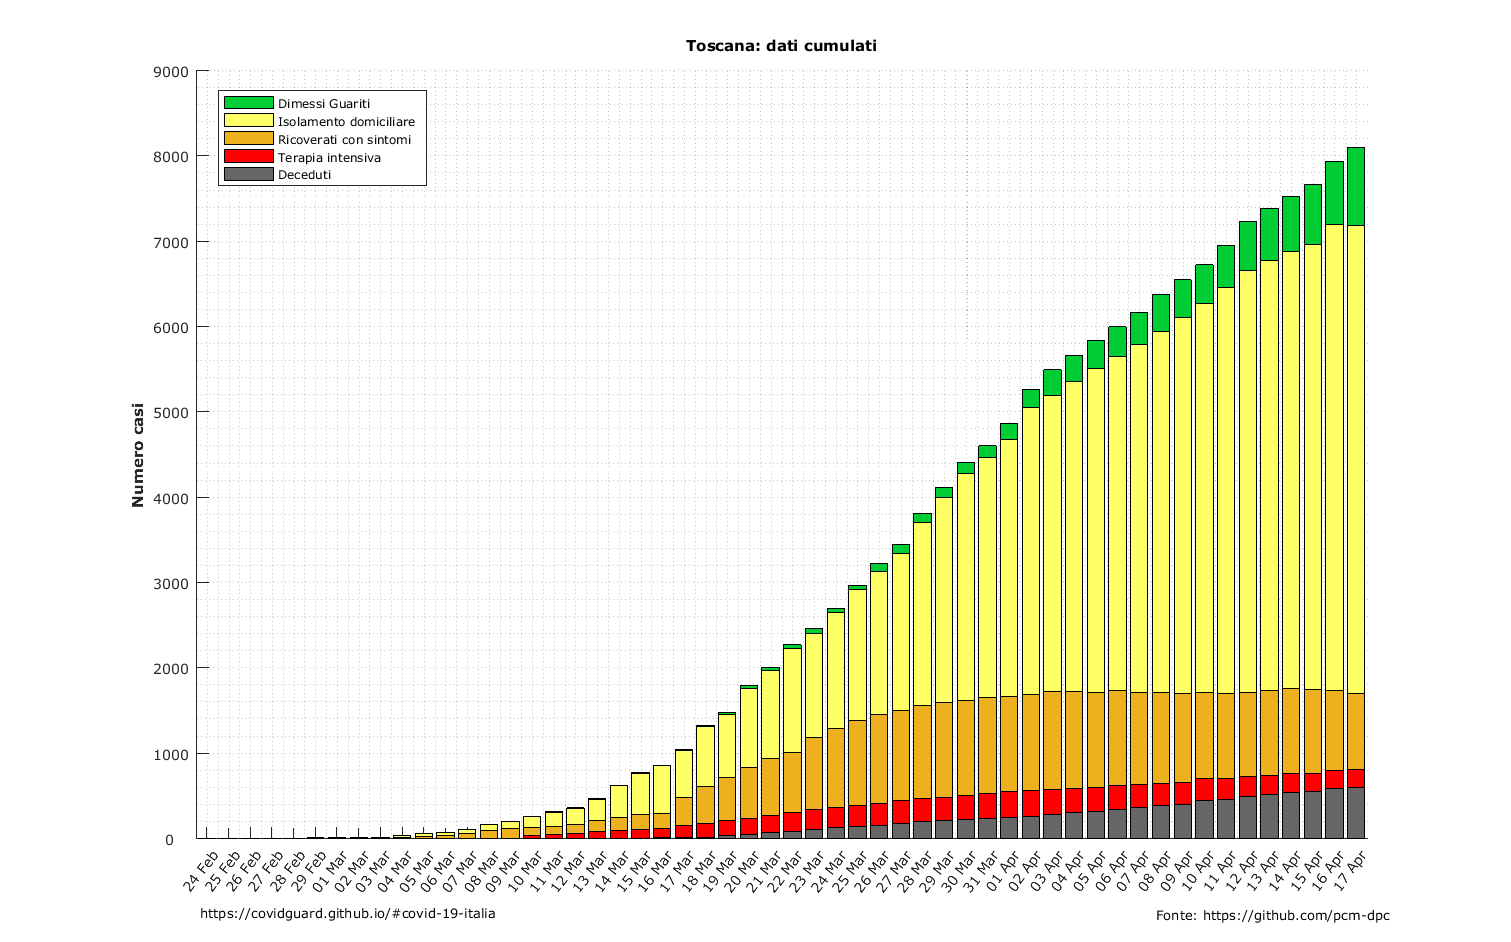 Toscana: dati cumulati
9000
8000
7000
6000
5000
4000
3000
2000
1000
0
Numero casi
Dimessi Guariti
Isolamento domiciliare
Ricoverati con sintomi
Terapia intensiva
Deceduti
24 Feb
25 Feb
26 Feb
27 Feb
28 Feb
29 Feb
01 Mar
02 Mar
03 Mar
04 Mar
05 Mar
06 Mar
07 Mar
08 Mar
09 Mar
10 Mar
11 Mar
12 Mar
13 Mar
14 Mar
15 Mar
16 Mar
17 Mar
18 Mar
19 Mar
20 Mar
21 Mar
22 Mar
23 Mar
24 Mar
25 Mar
26 Mar
27 Mar
28 Mar
29 Mar
30 Mar
31 Mar
01 Apr
02 Apr
03 Apr
04 Apr
05 Apr
06 Apr
07 Apr
08 Apr
09 Apr
10 Apr
11 Apr
12 Apr
13 Apr
14 Apr
15 Apr
16 Apr
17 Apr
https://covidguard.github.io/#covid-19-italia
Fonte: https://github.com/pcm-dpc